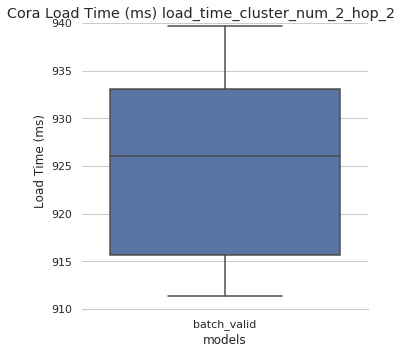 Cora Load Time (ms) load_time_cluster_num_2_hop_2
940
935
930
925
920
915
910
Load Time (ms)
batch_valid
models